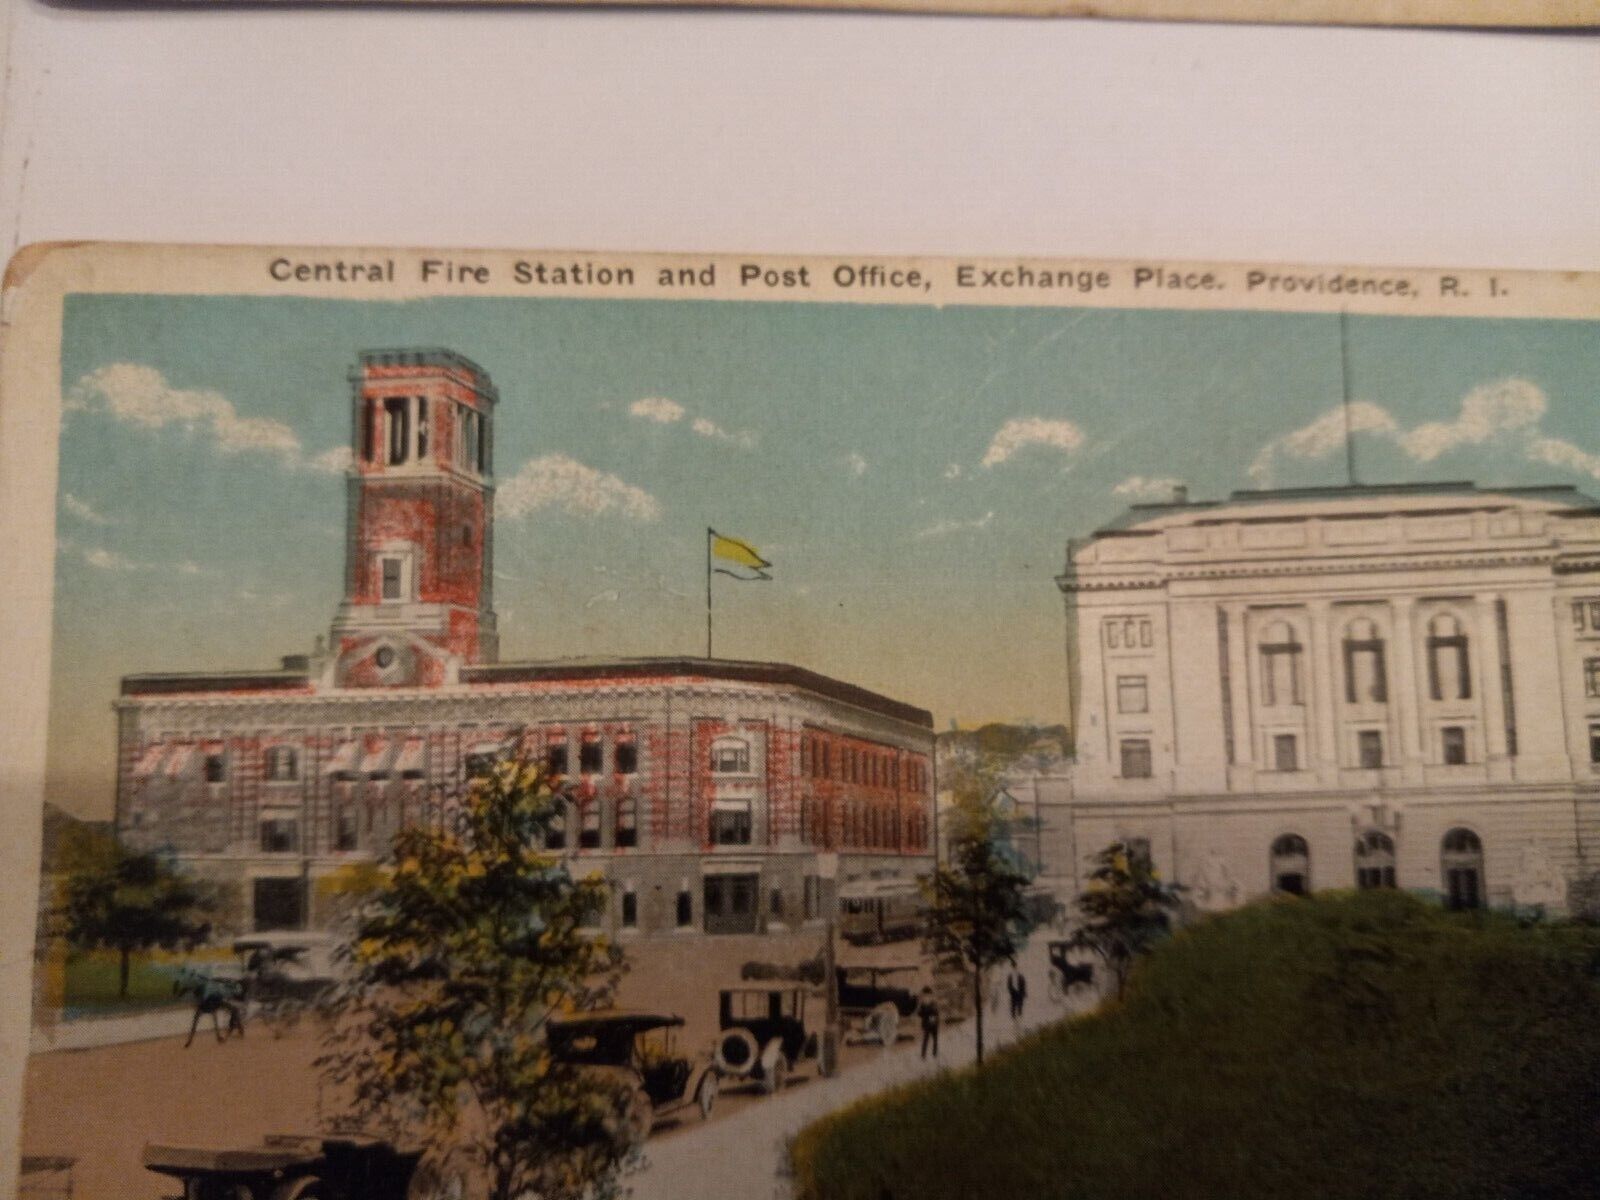 Central Fire Station and Post Office, Exchange Place. Providence, R. I.